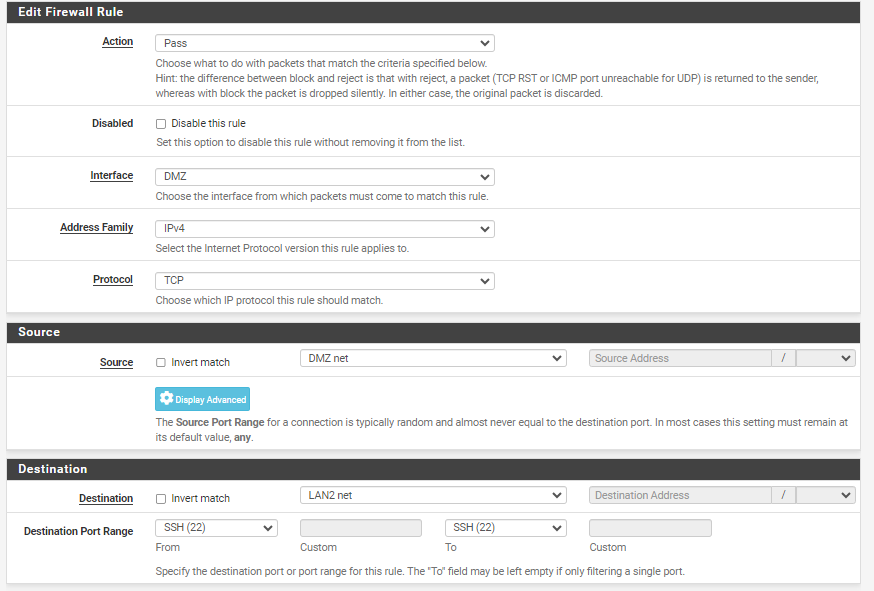 Edit Firewall Rule
Action
Pass
Choose what to do with packets that match the criteria specified below.
Hint: the difference between block and reject is that with reject, a packet (TCP RST or ICMP port unreachable for UDP) is returned to the sender,
whereas with block the packet is dropped silently. In either case, the original packet is discarded.
Disabled
Disable this rule
Set this option to disable this rule without removing it from the list.
Interface
DMZ
Choose the interface from which packets must come to match this rule.
Address Family
IPv4
Select the Internet Protocol version this rule applies to.
Protocol
TCP
Choose which IP protocol this rule should match.
Source
Source
Invert match
DMZ net
Source Address
/
Display Advanced
The Source Port Range for a connection is typically random and almost never equal to the destination port. In most cases this setting must remain at
its default value, any.
Destination
Destination
Invert match
LAN2 net
Destination Address
/
Destination Port Range
SSH (22)
SSH (22)
From
Custom
To
Custom
Specify the destination port or port range for this rule. The "To" field may be left empty if only filtering a single port.